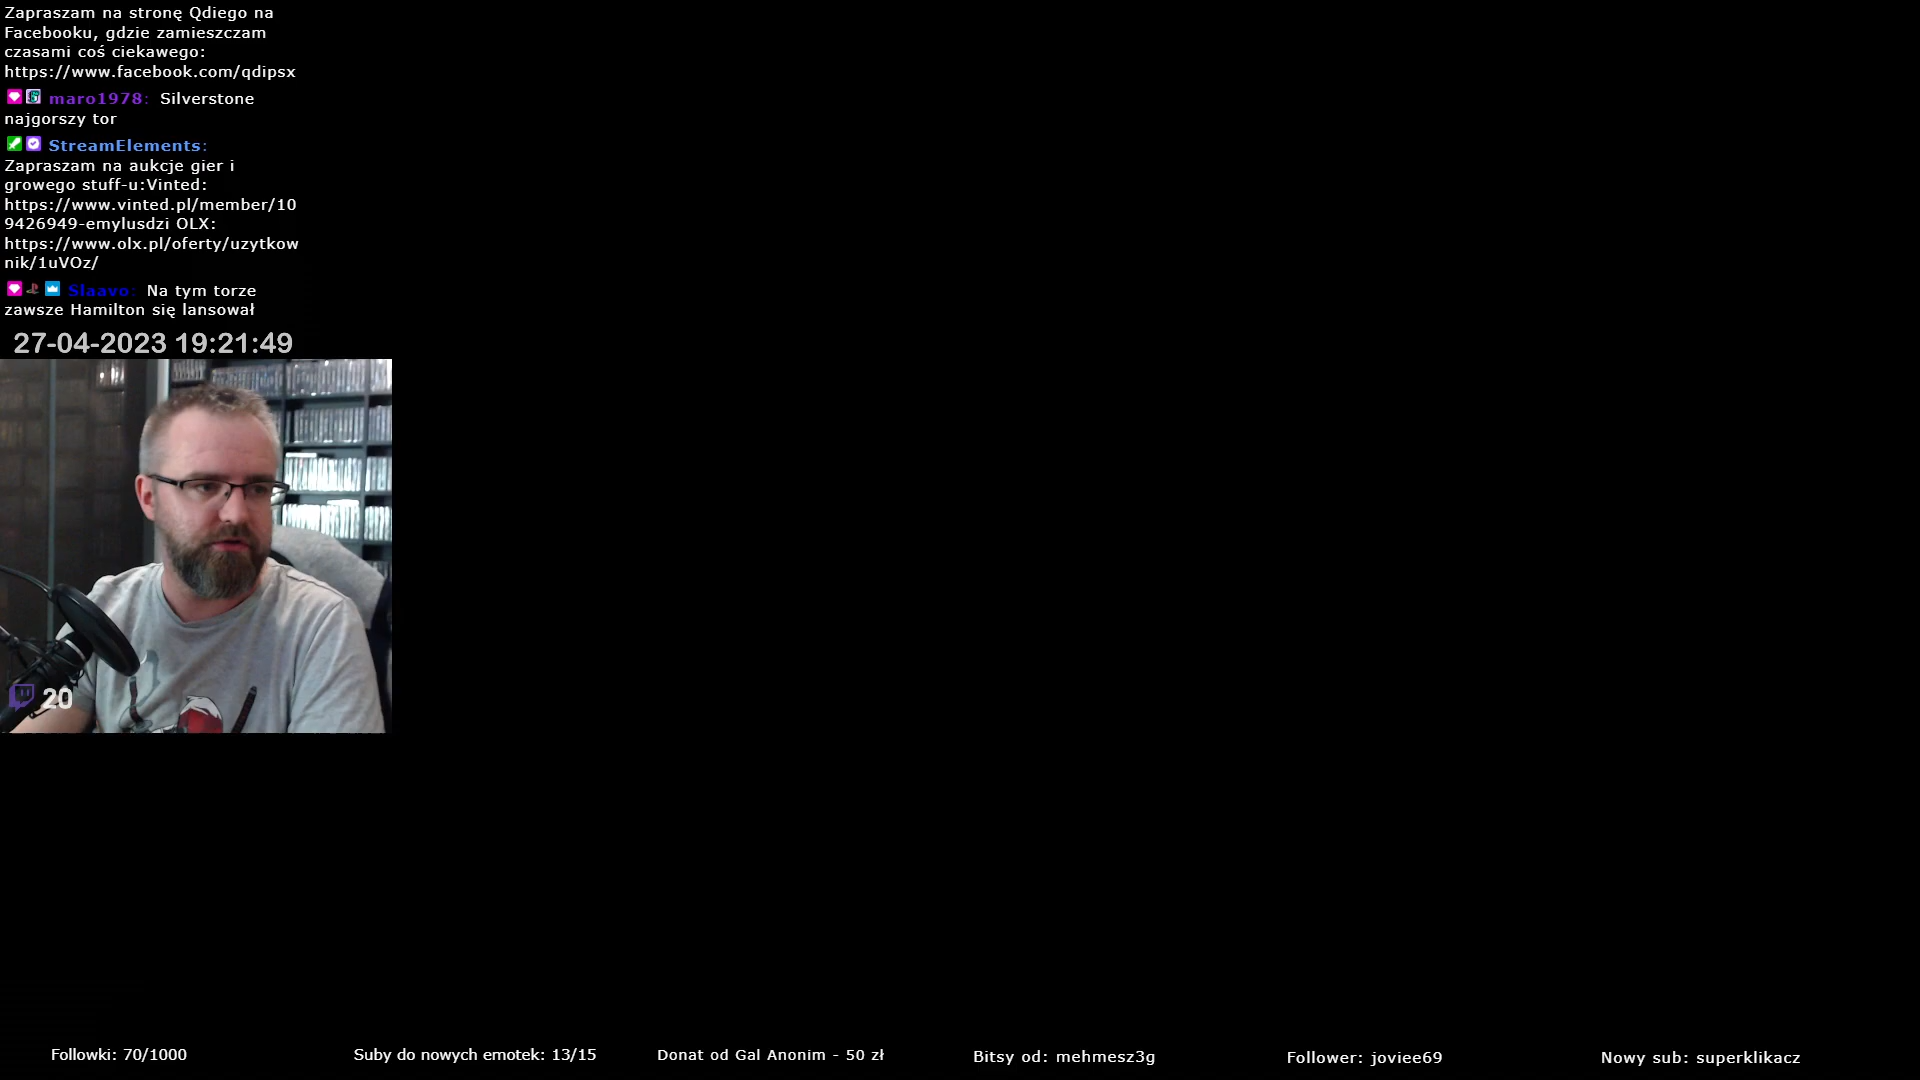 Zapraszam na stronę Qdiego na
Facebooku, gdzie zamieszczam
czasami coś ciekawego:
https://www.facebook.com/qdipsx
maro1978: Silverstone
najgorszy tor
StreamElements:
Zapraszam na aukcje gier i
growego stuff-u:Vinted:
https://www.vinted.pl/member/10
9426949-emylusdzi OLX:
https://www.olx.pl/oferty/uzytkow
nik/1uVOz/
Slaavo: Na tym torze
zawsze Hamilton się lansował
27-04-2023 19:21:49
20
Followki: 70/1000
Suby do nowych emotek: 13/15
Donat od Gal Anonim - 50 zł
Bitsy od: mehmesz3g
Follower: joviee69
Nowy sub: superklikacz